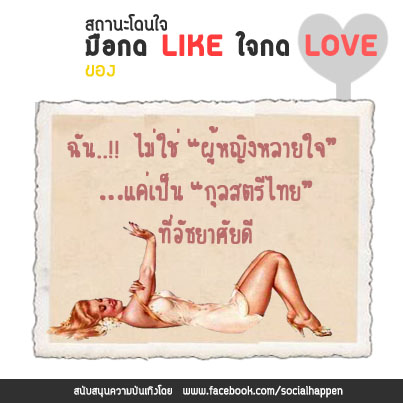 สถานะโดนใจ
มือกด LIKE ใจกด LOVE
ของ
ฉัน..!! ไม่ใช่ “ผู้หญิงหลายใจ”
...แค่เป็น “กุลสตรีไทย”
ที่อัชยาศัยดี
สนับสนุนความบันเทิงโดย www.facebook.com/socialhappen